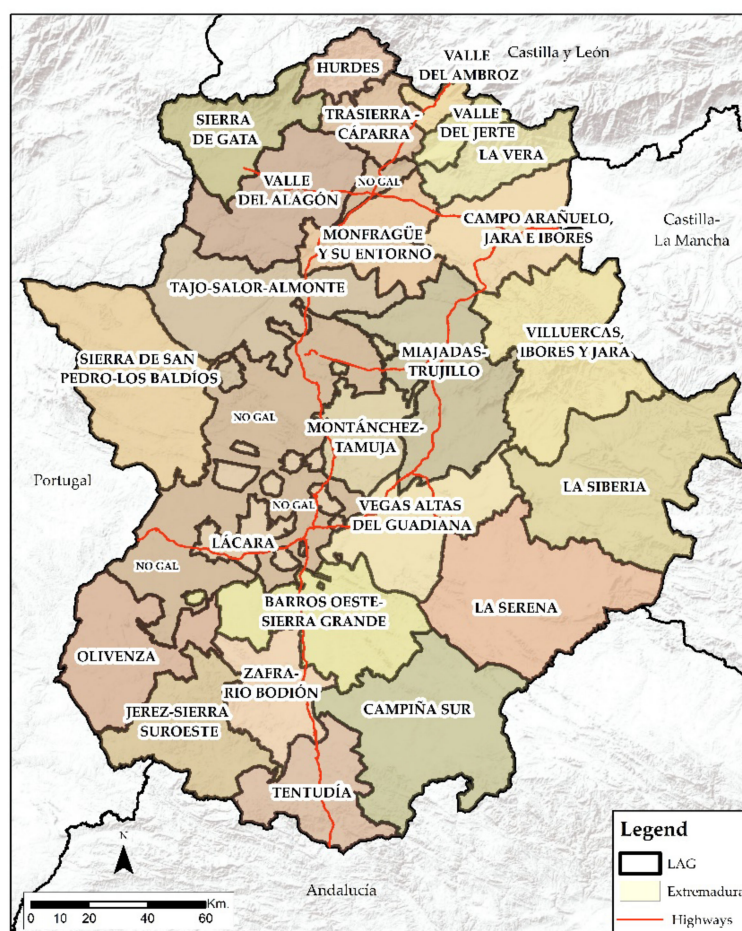 Castilla y León
VALLE
DEL AMBROZ
HURDES
SIERRA
DE GATA
TRASIERRA -
CÁPARRA
VALLE
DEL JERTE
LA VERA
NO GAL
VALLE
DEL ALAGÓN
CAMPO ARAÑUELO,
JARA E IBORES
Castilla-
La Mancha
MONFRAGÜE
Y SU ENTORNO
TAJO-SALOR-ALMONTE
VILLUERCAS,
IBORES Y JARA
SIERRA DE SAN
PEDRO-LOS BALDÍOS
MIAJADAS-
TRUJILLO
NO GAL
MONTÁNCHEZ-
TAMUJA
Portugal
LA SIBERIA
NO GAL
VEGAS ALTAS
DEL GUADIANA
LÁCARA
NO GAL
BARROS OESTE-
SIERRA GRANDE
LA SERENA
OLIVENZA
ZAFRA-
RIO BODIÓN
JEREZ-SIERRA
SUROESTE
CAMPIÑA SUR
TENTUDÍA
Legend
LAG
Extremadura
Highways
N
Km.
0 10 20 40 60
Andalucía